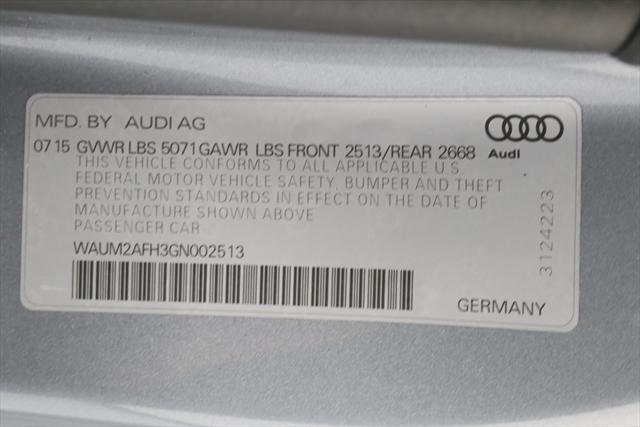 MFD. BY AUDI AG
07 15 GVWR LBS 5071 GAWR LBS FRONT 2513/REAR 2668
Audi
THIS VEHICLE CONFORMS TO ALL APPLICABLE U.S.
FEDERAL MOTOR VEHICLE SAFETY, BUMPER AND THEFT
PREVENTION STANDARDS IN EFFECT ON THE DATE OF
MANUFACTURE SHOWN ABOVE
PASSENGER CAR
WAUM2AFH3GN002513
3124223
GERMANY